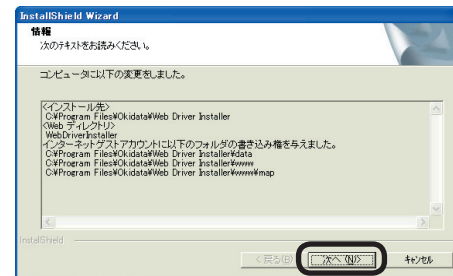 InstallShield Wizard
情報
次のテキストをお読みください。
コンピュータに以下の変更をしました。
<インストール先>
C:¥Program Files¥Okidata¥Web Driver Installer
<Web ディレクトリ>
WebDriverInstaller
インターネットゲストアカウントに以下のフォルダの書き込み権を与えました。
C:¥Program Files¥Okidata¥Web Driver Installer¥data
C:¥Program Files¥Okidata¥Web Driver Installer¥www
C:¥Program Files¥Okidata¥Web Driver Installer¥www¥map
InstallShield
< 戻る(B) 次へ(N)> キャンセル